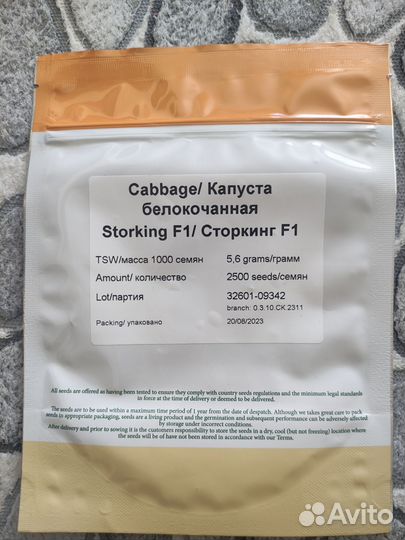 Cabbage/ Капуста
белокочанная
Storking F1/ Сторкинг F1
TSW/масса 1000 семян 5,6 grams/грамм
Amount/ количество 2500 seeds/семян
Lot/партия 32601-09342
branch: 0.3.10.CK.2311
Packing/ упаковано 20/08/2023
All seeds are offered as having been tested to ensure they comply with country seeds regulations and the minimum legal standards
in force at the time of delivery or deemed to be delivered.
The seeds are to be used within a maximum time period of 1 year from the date of despatch. Although we takes great care to pack
seeds in appropriate packaging, seeds are a living product and the germination and subsequent performance can be adversely affected
by storage under incorrect conditions.
After delivery and prior to sowing it is the customers responsibility to store the seeds in a dry, cool (but not freezing) location where
the seeds will be of have not been stored in accordance with our Terms.
Avito